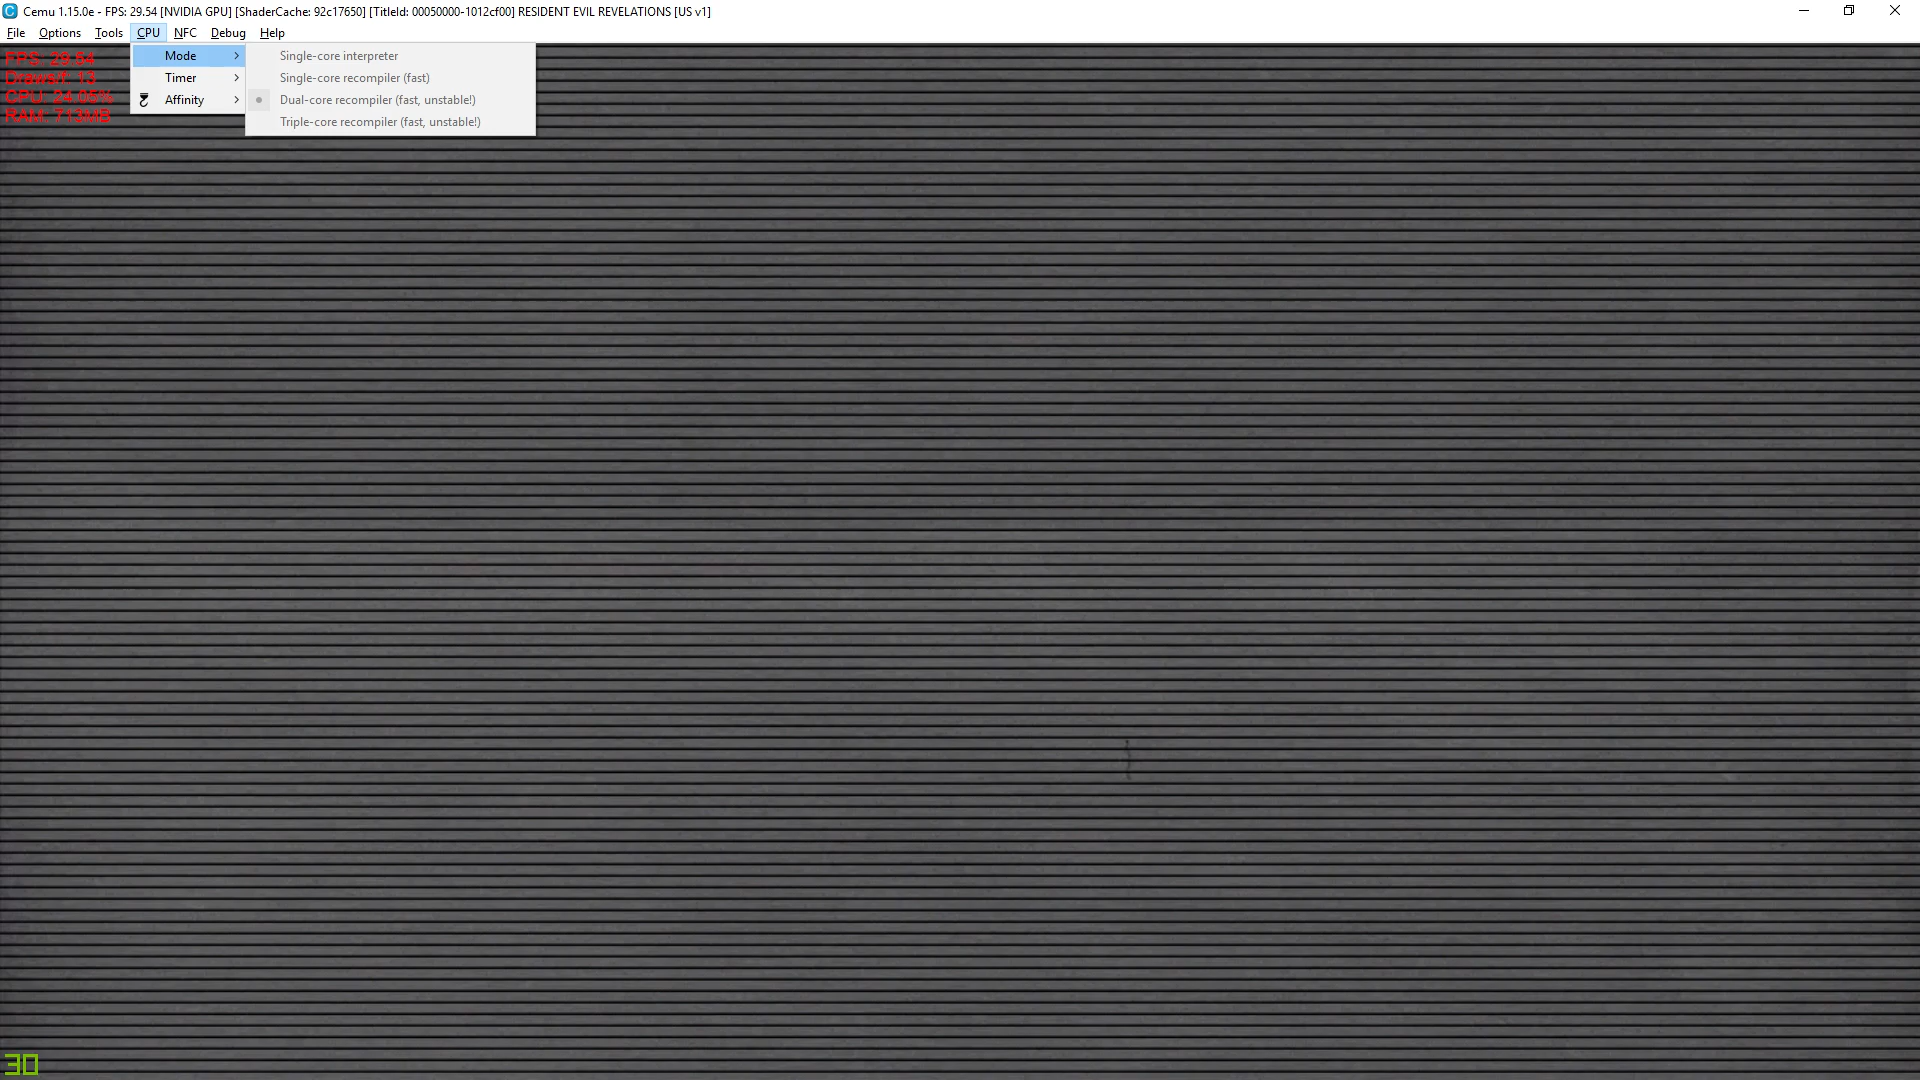 Cemu 1.15.0e - FPS: 29.54 [NVIDIA GPU] [ShaderCache: 92c17650] [TitleId: 00050000-1012cf00] RESIDENT EVIL REVELATIONS [US v1]
File Options Tools CPU NFC Debug Help
FPS: 29.54
Draws/f: 13
CPU: 24.05%
RAM: 713MB
Mode
Timer
Affinity
Single-core interpreter
Single-core recompiler (fast)
Dual-core recompiler (fast, unstable!)
Triple-core recompiler (fast, unstable!)
30